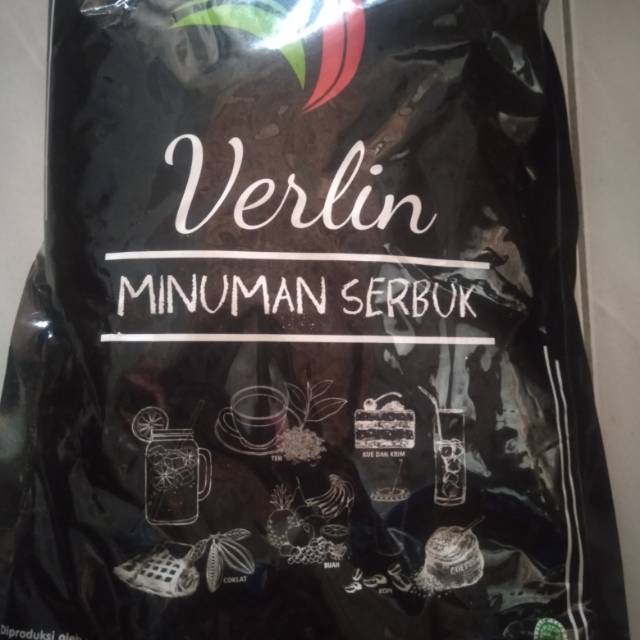 Verlin
MINUMAN SERBUK
TEH
KUE DAN KRIM
BUAH
COKLAT
KOPI
Diproduksi oleh